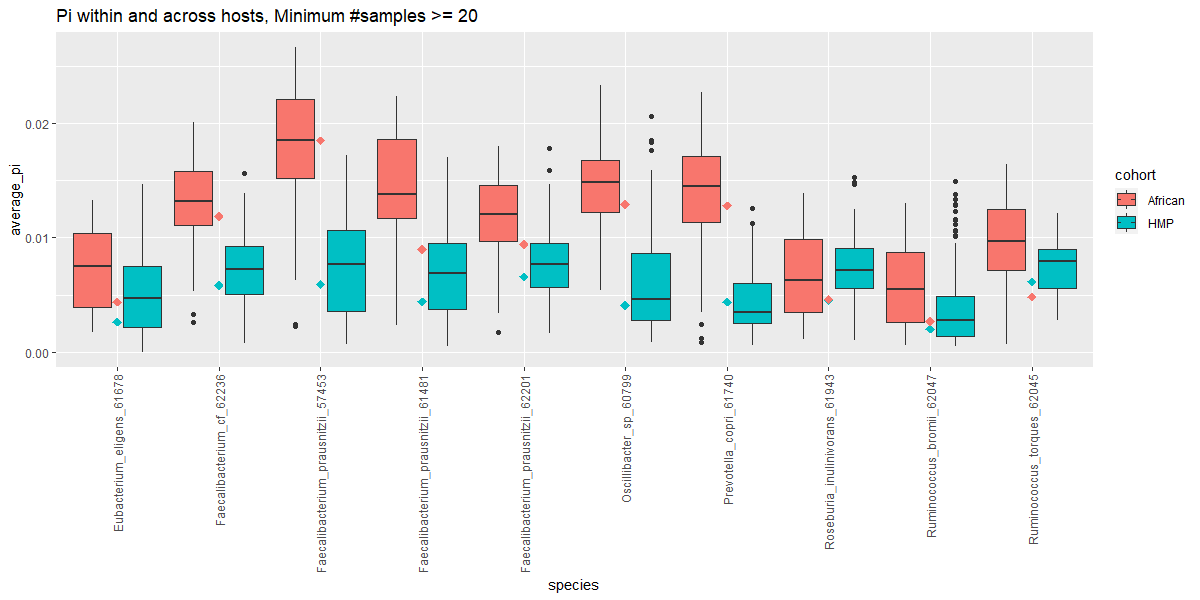 Pi within and across hosts, Minimum #samples >= 20
average_pi
0.02
0.01
0.00
Eubacterium_eligens_61678
Faecalibacterium_cf_62236
Faecalibacterium_prausnitzii_57453
Faecalibacterium_prausnitzii_61481
Faecalibacterium_prausnitzii_62201
Oscillibacter_sp_60799
Prevotella_copri_61740
Roseburia_inulinivorans_61943
Ruminococcus_bromii_62047
Ruminococcus_torques_62045
species
cohort
African
HMP